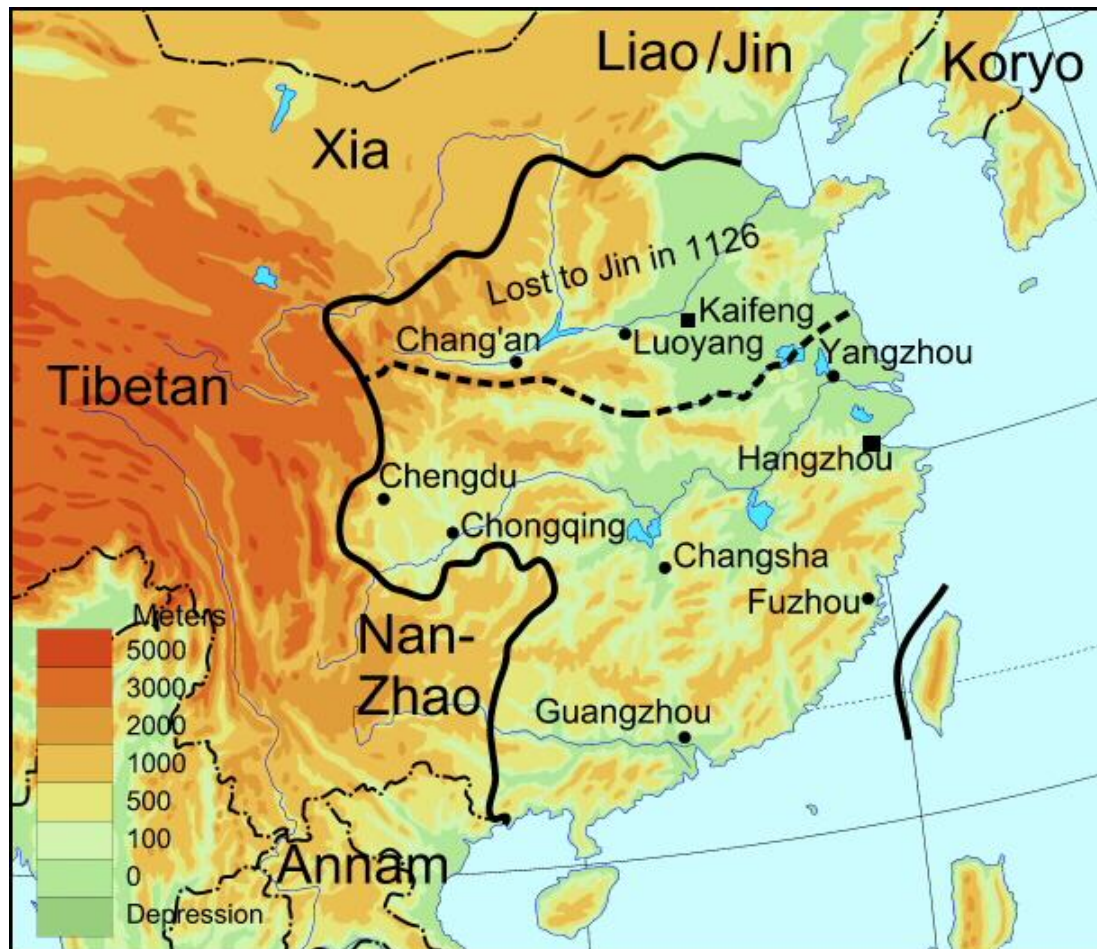 Liao/Jin
Koryo
Xia
Lost to Jin in 1126
Kaifeng
Chang'an
Luoyang
Yangzhou
Tibetan
Hangzhou
Chengdu
Chongqing
Changsha
Fuzhou
Nan-
Zhao
Guangzhou
Annam
Meters
5000
3000
2000
1000
500
100
0
Depression